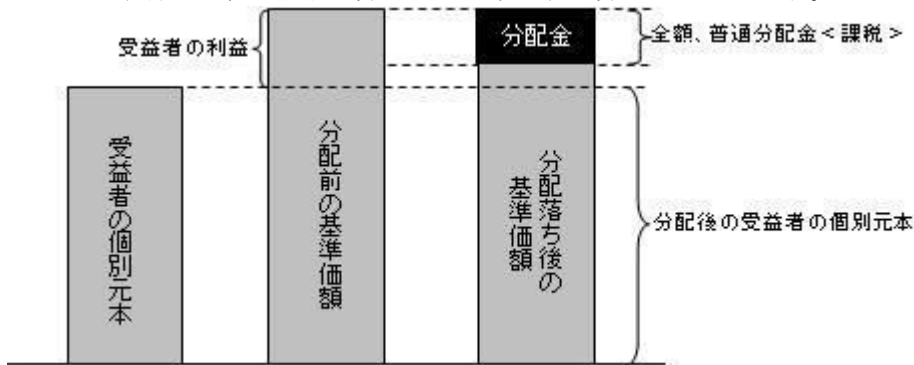 受益者の利益
分配金
全額、普通分配金<課税>
受益者の個別元本
分配前の基準価額
分配落ち後の
基準価額
分配後の受益者の個別元本